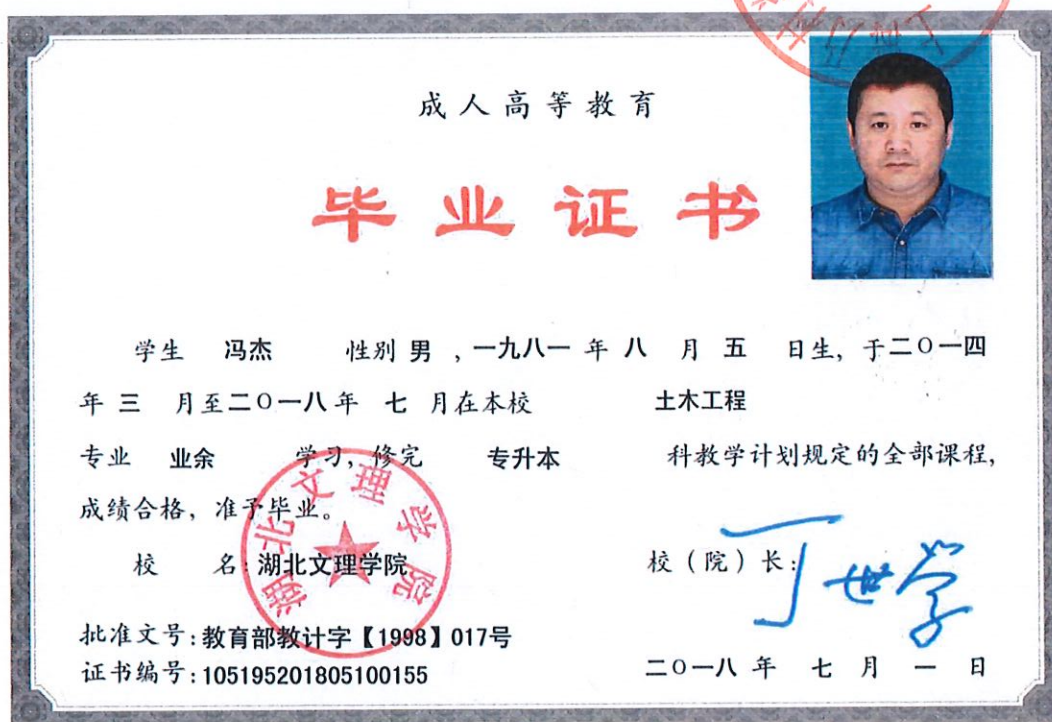 成人高等教育
毕业证书
学生 冯杰 性别 男 ，一九八一 年 八 月 五 日生，于二〇一四
年 三 月至二〇一八年 七 月在本校 土木工程
专业 业余 学习，修完 专升本 科教学计划规定的全部课程，
成绩合格，准予毕业。
校 名：湖北文理学院
湖北文理学院
校（院）长：丁世学
批准文号：教育部教计字【1998】017号
证书编号：105195201805100155
二〇一八 年 七 月 一 日